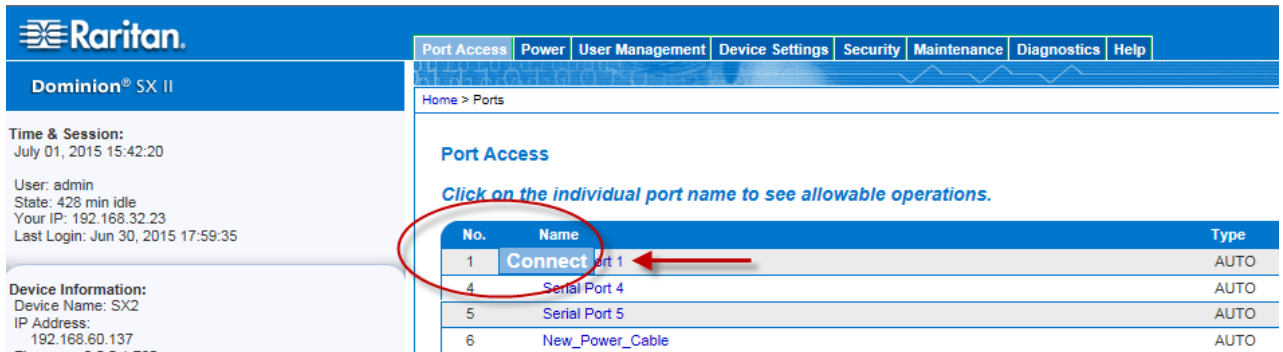 Raritan.
Port Access Power User Management Device Settings Security Maintenance Diagnostics Help
Dominion® SX II
Home > Ports
Time & Session:
July 01, 2015 15:42:20
User: admin
State: 428 min idle
Your IP: 192.168.32.23
Last Login: Jun 30, 2015 17:59:35
Device Information:
Device Name: SX2
IP Address:
192.168.60.137
Port Access
Click on the individual port name to see allowable operations.
No. Name Type
1 Connect ort 1 AUTO
4 Serial Port 4 AUTO
5 Serial Port 5 AUTO
6 New_Power_Cable AUTO